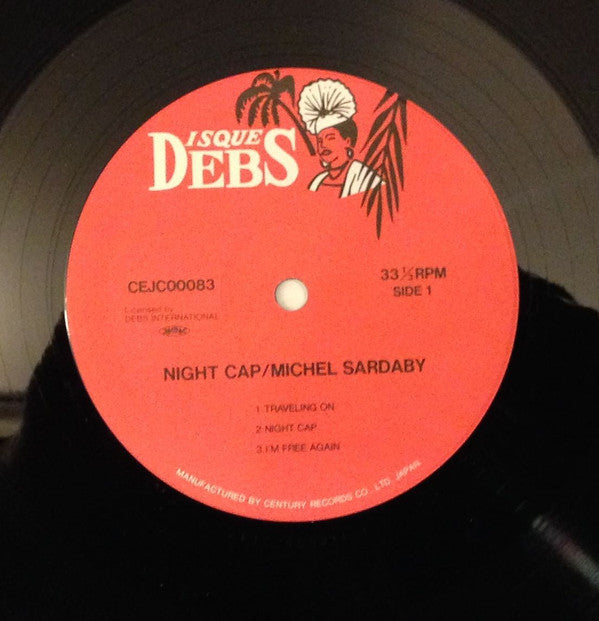 DISQUE
DEBS
CEJC00083
33 ⅓ RPM
SIDE 1
Licensed by
DEBS INTERNATIONAL
NIGHT CAP/MICHEL SARDABY
1 TRAVELING ON
2 NIGHT CAP
3 I'M FREE AGAIN
MANUFACTURED BY CENTURY RECORDS CO., LTD. JAPAN